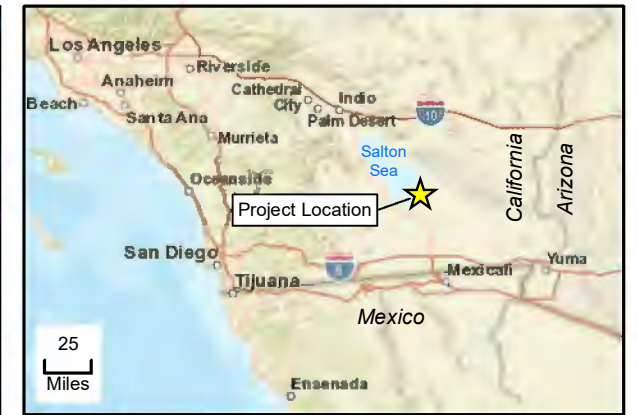 Los Angeles
Riverside
Anaheim
Cathedral
City
Indio
Beach
Santa Ana
Palm Desert
10
Murrieta
Salton
Sea
California
Arizona
Oceanside
Project Location
San Diego
8
Yuma
Mexicali
Tijuana
Mexico
25
Miles
Ensenada